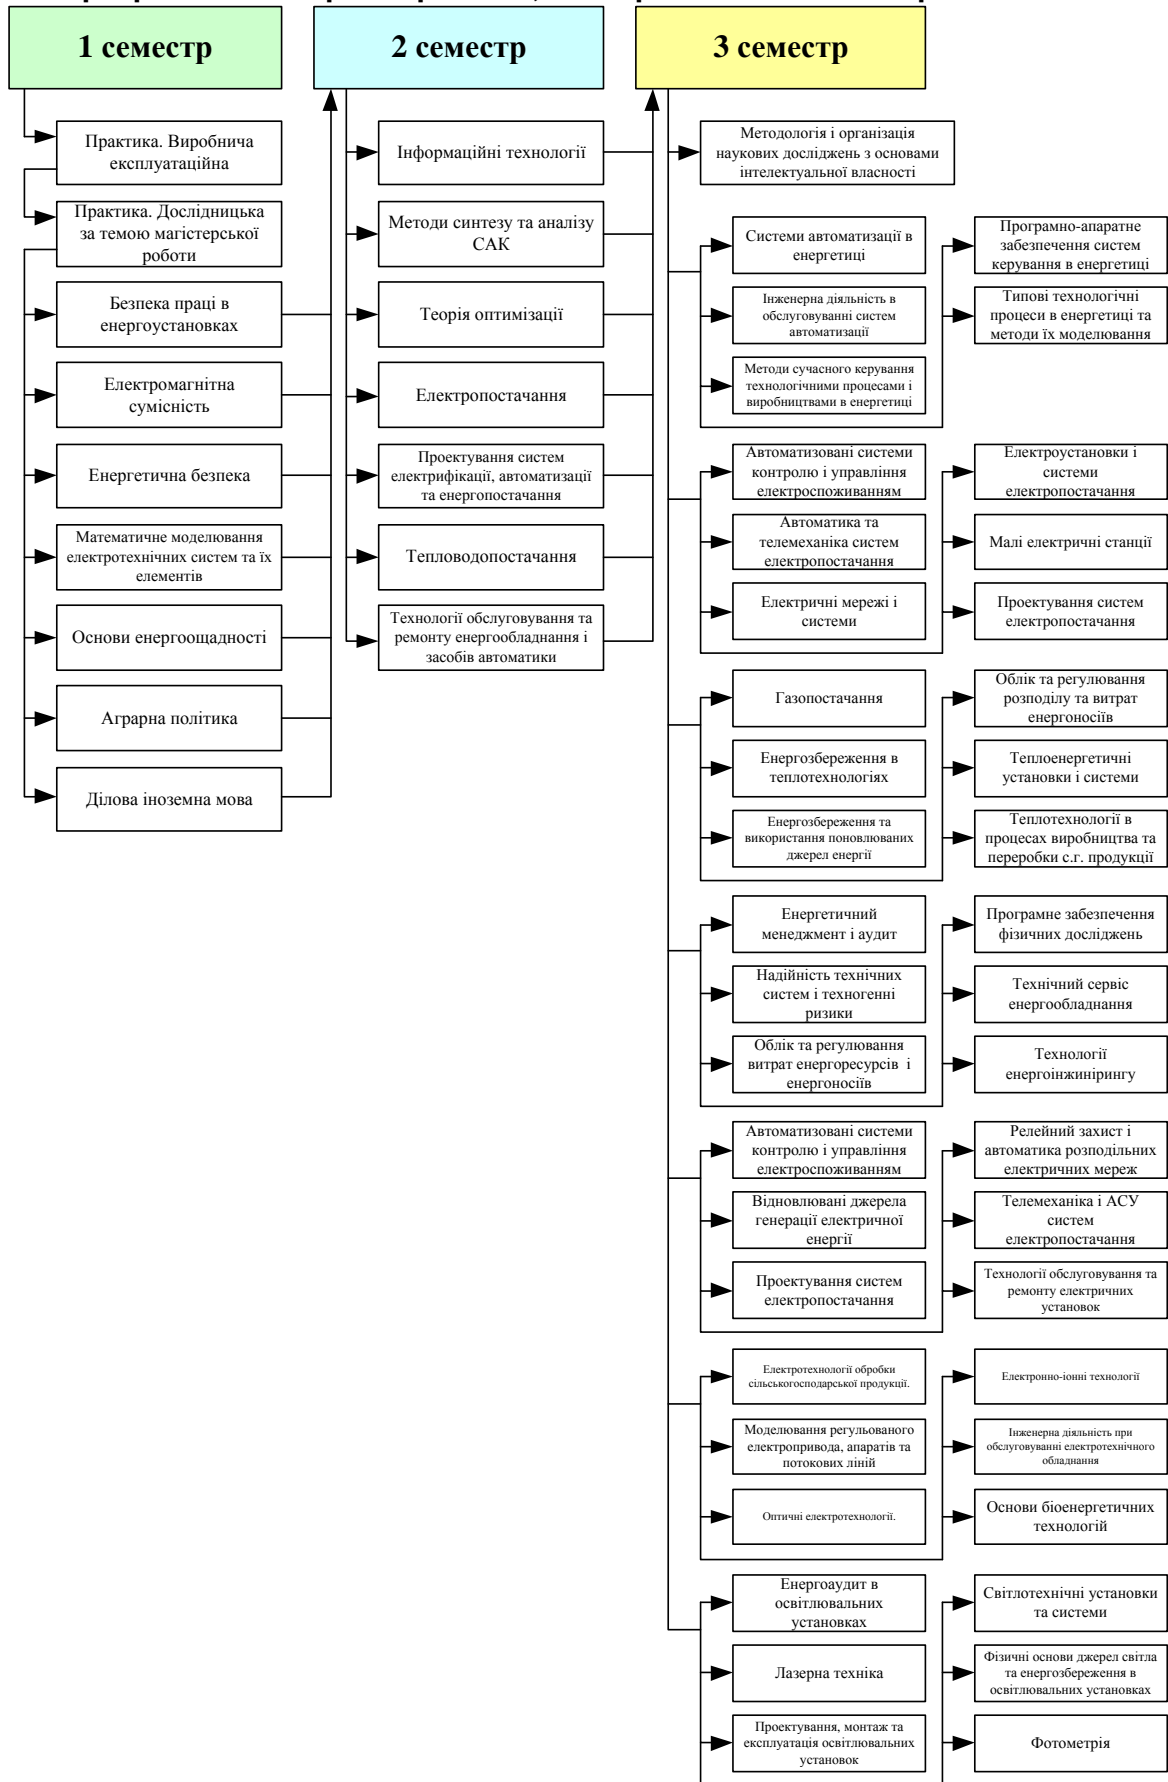 1 семестр
2 семестр
3 семестр
Практика. Виробнича
експлуатаційна
Практика. Дослідницька
за темою магістерської
роботи
Безпека праці в
енергоустановках
Електромагнітна
сумісність
Енергетична безпека
Математичне моделювання
електротехнічних систем та їх
елементів
Основи енергоощадності
Аграрна політика
Ділова іноземна мова
Інформаційні технології
Методи синтезу та аналізу
САК
Теорія оптимізації
Електропостачання
Проектування систем
електрифікації, автоматизації
та енергопостачання
Тепловодопостачання
Технології обслуговування та
ремонту енергообладнання і
засобів автоматики
Методологія і організація
наукових досліджень з основами
інтелектуальної власності
Системи автоматизації в
енергетиці
Інженерна діяльність в
обслуговуванні систем
автоматизації
Методи сучасного керування
технологічними процесами і
виробництвами в енергетиці
Програмно-апаратне
забезпечення систем
керування в енергетиці
Типові технологічні
процеси в енергетиці та
методи їх моделювання
Автоматизовані системи
контролю і управління
електроспоживанням
Автоматика та
телемеханіка систем
електропостачання
Електричні мережі і
системи
Електроустановки і
системи
електропостачання
Малі електричні станції
Проектування систем
електропостачання
Газопостачання
Енергозбереження в
теплотехнологіях
Енергозбереження та
використання поновлюваних
джерел енергії
Облік та регулювання
розподілу та витрат
енергоносіїв
Теплоенергетичні
установки і системи
Теплотехнології в
процесах виробництва та
переробки с.г. продукції
Енергетичний
менеджмент і аудит
Надійність технічних
систем і техногенні
ризики
Облік та регулювання
витрат енергоресурсів і
енергоносіїв
Програмне забезпечення
фізичних досліджень
Технічний сервіс
енергообладнання
Технології
енергоінжинірингу
Автоматизовані системи
контролю і управління
електроспоживанням
Відновлювані джерела
генерації електричної
енергії
Проектування систем
електропостачання
Релейний захист і
автоматика розподільних
електричних мереж
Телемеханіка і АСУ
систем
електропостачання
Технології обслуговування та
ремонту електричних
установок
Електротехнології обробки
сільськогосподарської продукції.
Моделювання регульованого
електропривода, апаратів та
потокових ліній
Оптичні електротехнології.
Електронно-іонні технології
Інженерна діяльність при
обслуговуванні електротехнічного
обладнання
Основи біоенергетичних
технологій
Енергоаудит в
освітлювальних
установках
Лазерна техніка
Проектування, монтаж та
експлуатація освітлювальних
установок
Світлотехнічні установки
та системи
Фізичні основи джерел світла
та енергозбереження в
освітлювальних установках
Фотометрія